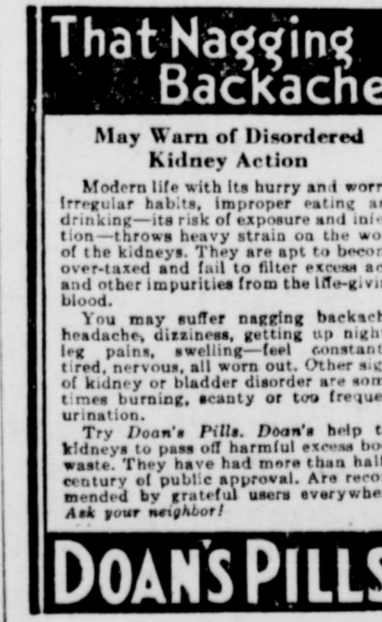 That Nagging
Backache
May Warn of Disordered
Kidney Action
Modern life with its hurry and worr
Irregular habits, improper eating a
drinking—its risk of exposure and inf
tion—throws heavy strain on the wo
of the kidneys. They are apt to becom
over-taxed and fail to filter excess ac
and other impurities from the life-givi
blood.
You may suffer nagging backach
headache, dizziness, getting up nigh
leg pains, swelling—feel constant
tired, nervous, all worn out. Other sig
of kidney or bladder disorder are som
times burning, scanty or too freque
urination.
Try Doan's Pills. Doan's help t
kidneys to pass off harmful excess bo
waste. They have had more than half
century of public approval. Are reco
mended by grateful users everywhe
Ask your neighbor!
DOAN'S PILLS